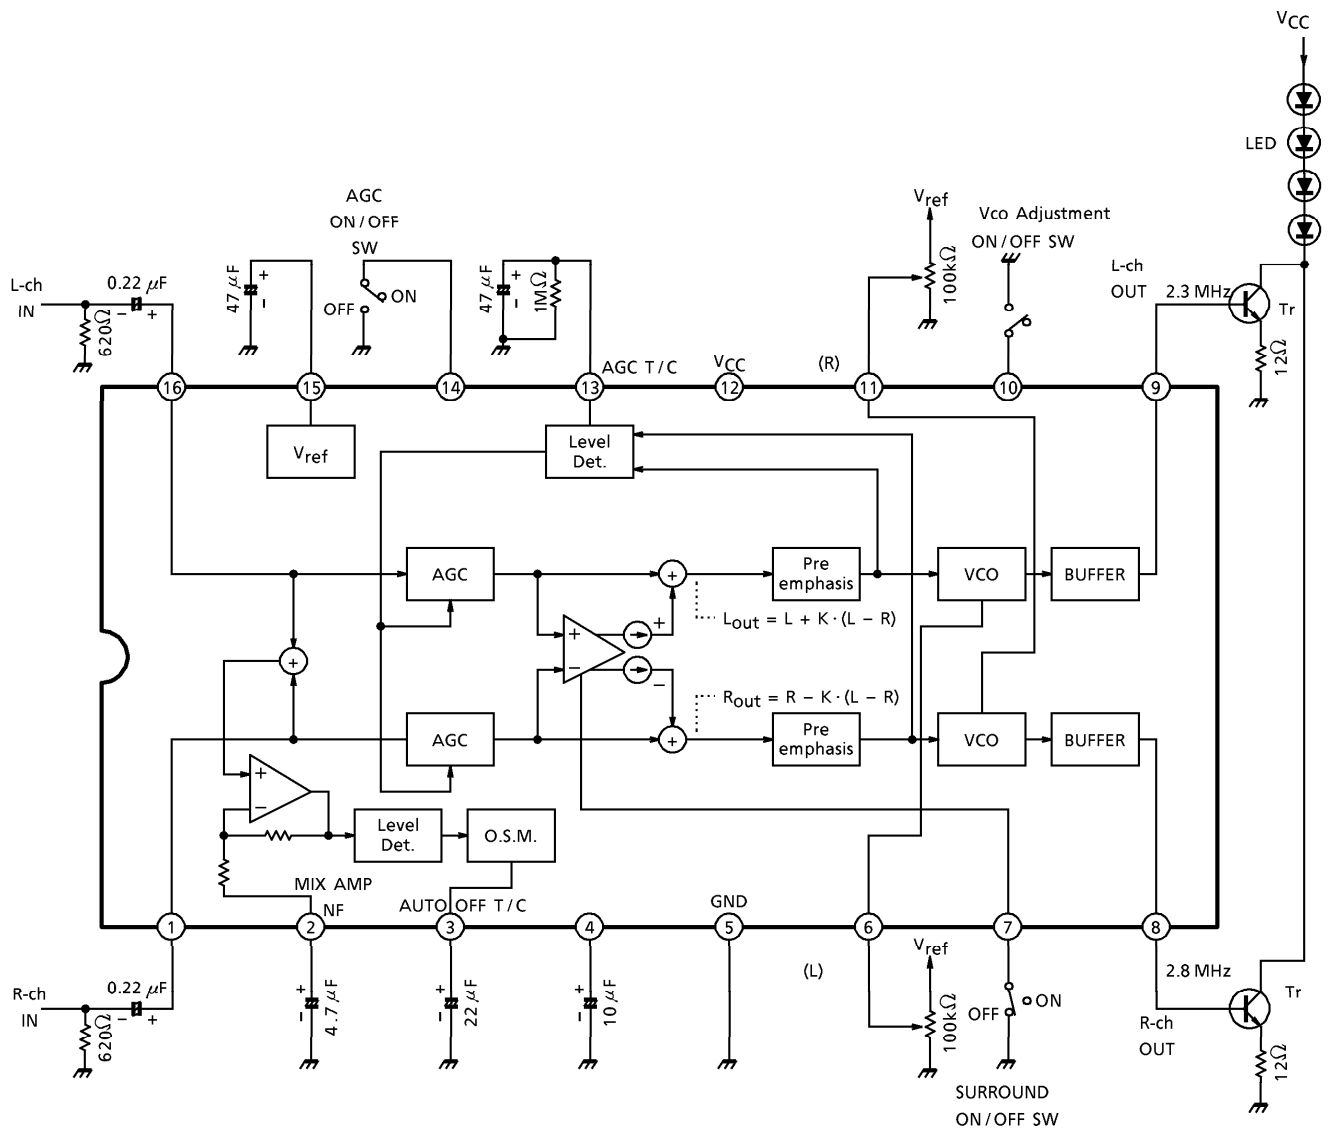 VCC
LED
AGC
ON / OFF
SW
Vref
Vco Adjustment
ON / OFF SW
L-ch
IN
0.22 μF
+
−
620Ω
47 μF
+
−
OFF
ON
47 μF
+
−
1MΩ
100kΩ
L-ch
OUT
2.3 MHz
Tr
12Ω
AGC T / C
VCC
(R)
16
15
14
13
12
11
10
9
Vref
Level
Det.
AGC
+
Pre
emphasis
VCO
BUFFER
Lout = L + K · (L − R)
+
+
−
−
+
Rout = R − K · (L − R)
AGC
+
Pre
emphasis
VCO
BUFFER
+
−
Level
Det.
O.S.M.
MIX AMP
NF
AUTO OFF T / C
GND
1
2
3
4
5
6
7
8
R-ch
IN
0.22 μF
−
+
620Ω
+
−
4.7 μF
+
−
22 μF
+
−
10 μF
(L)
Vref
100kΩ
OFF
ON
SURROUND
ON / OFF SW
2.8 MHz
R-ch
OUT
Tr
12Ω